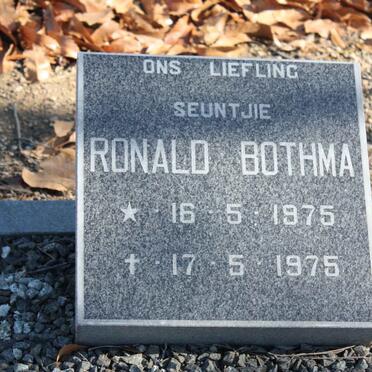 ONS LIEFLING
SEUNTJIE
RONALD BOTHMA
★ · 16 · 5 · 1975
✝ · 17 · 5 · 1975